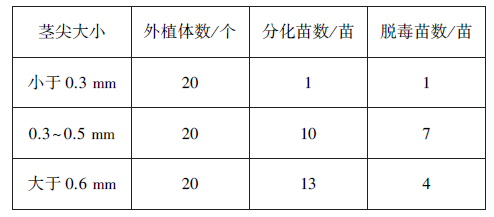 茎尖大小 外植体数/个 分化苗数/苗 脱毒苗数/苗
小于0.3 mm 20 1 1
0.3~0.5 mm 20 10 7
大于0.6 mm 20 13 4